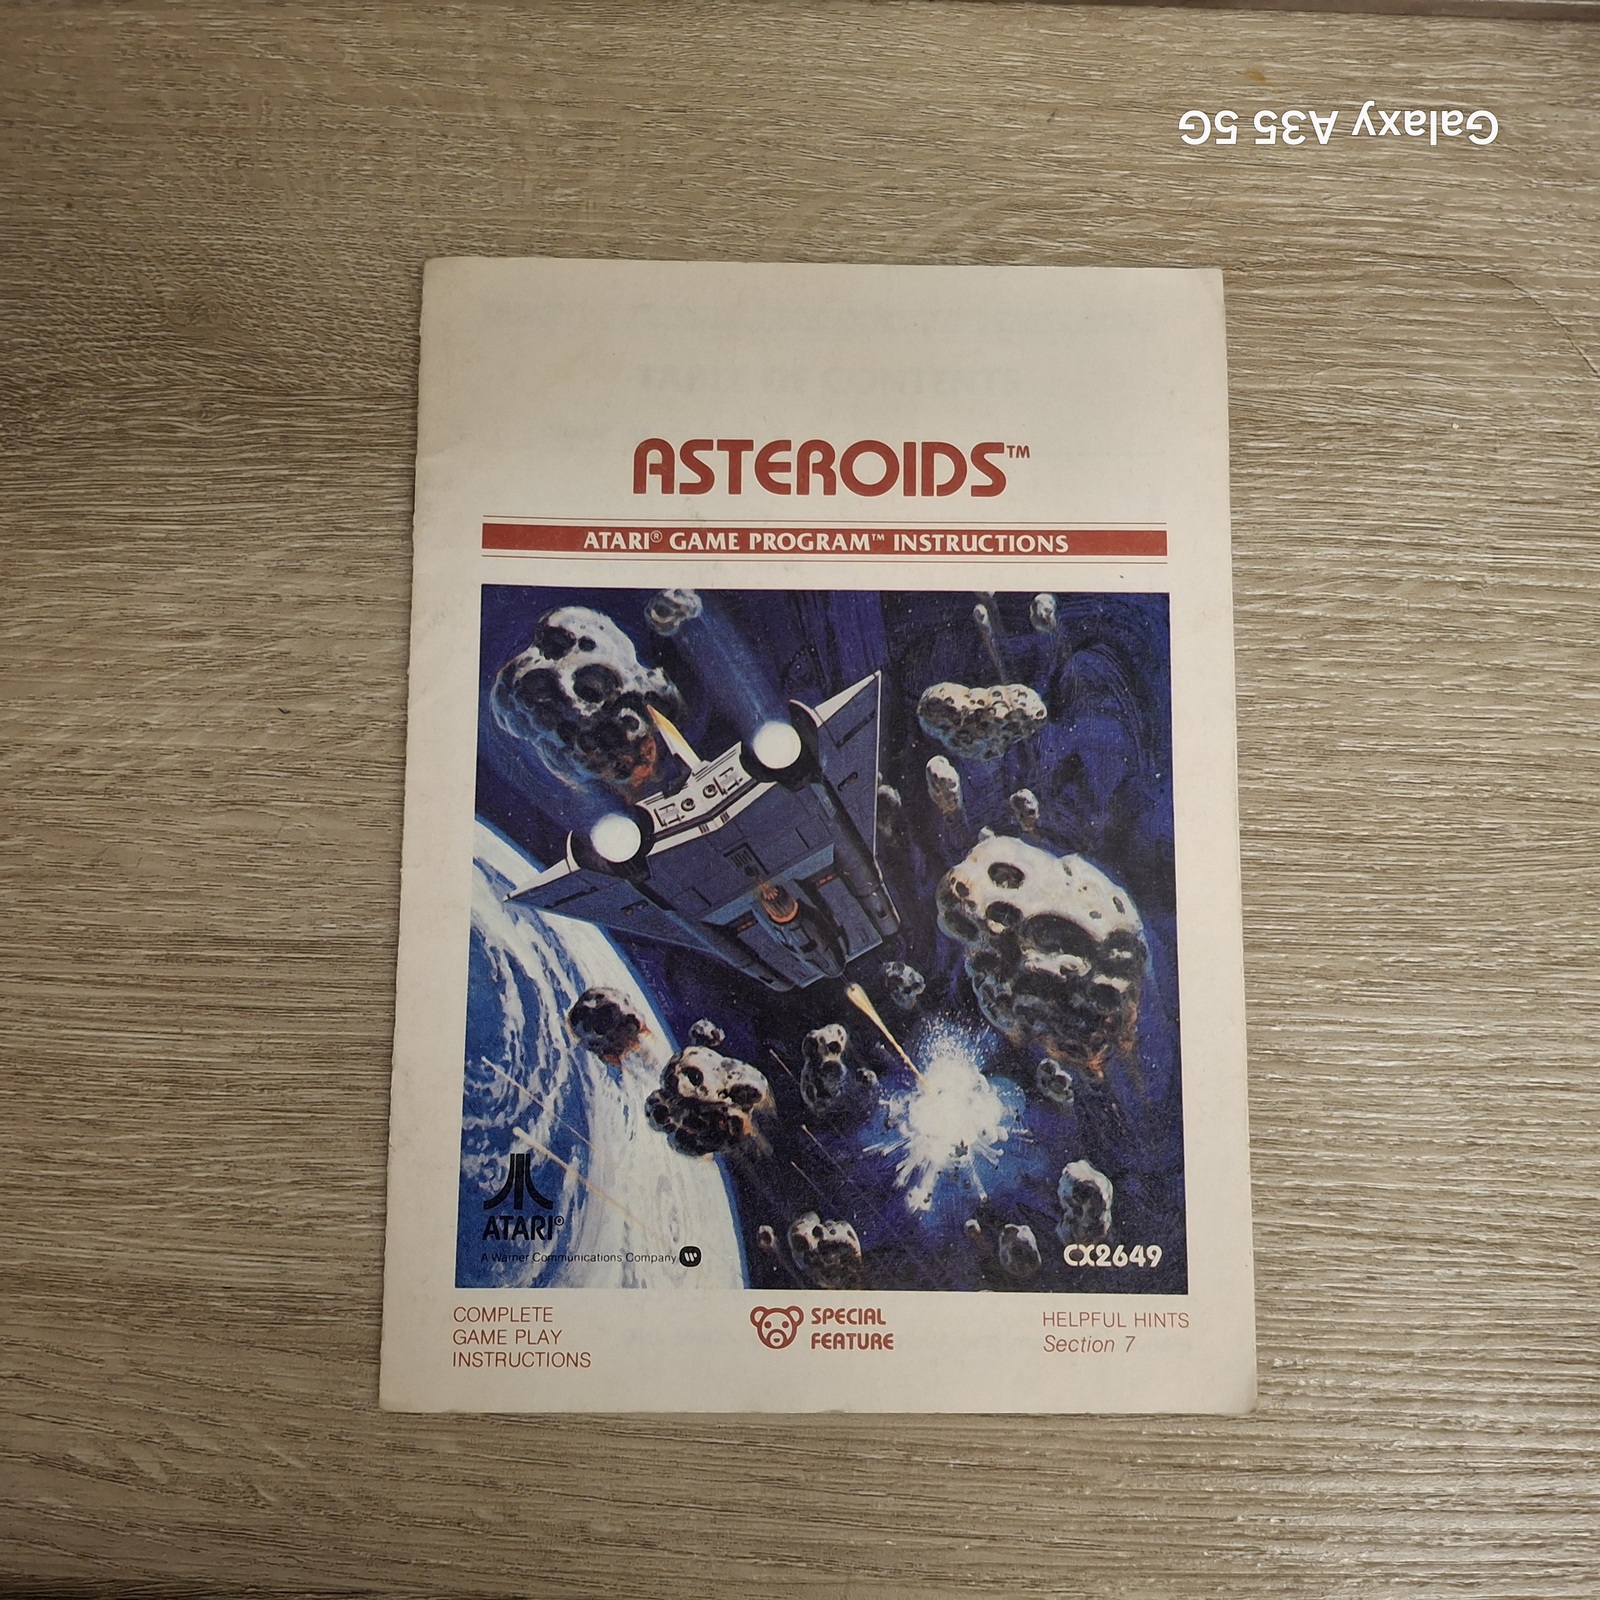 Galaxy A35 5G
ASTEROIDS™
ATARI® GAME PROGRAM™ INSTRUCTIONS
ATARI®
A Warner Communications Company
CX2649
COMPLETE
GAME PLAY
INSTRUCTIONS
SPECIAL
FEATURE
HELPFUL HINTS
Section 7